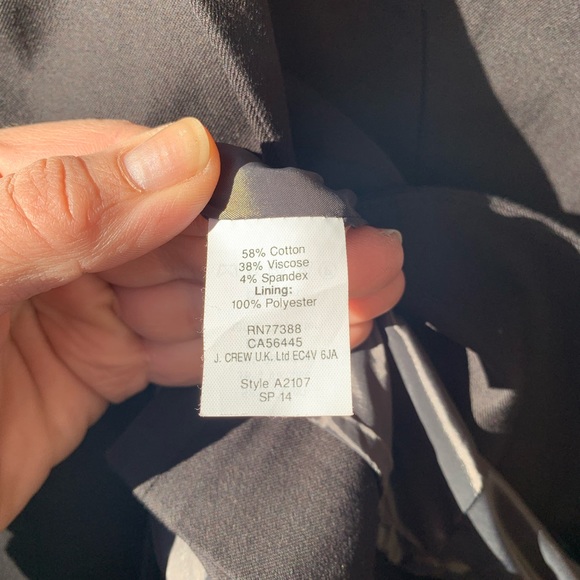 58% Cotton
38% Viscose
4% Spandex
Lining:
100% Polyester
RN77388
CA56445
J. CREW U.K. Ltd EC4V 6JA
Style A2107
SP 14